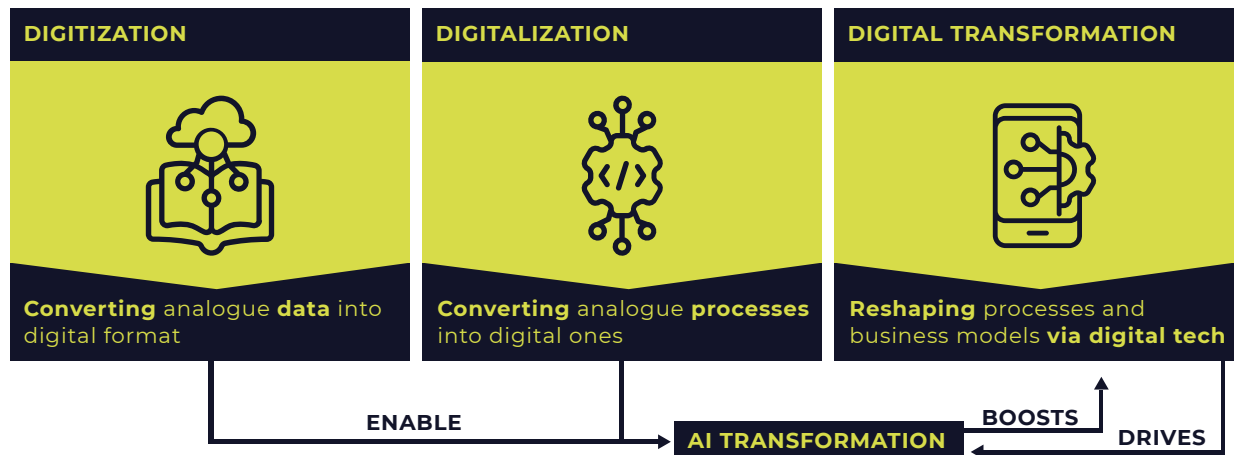 DIGITIZATION
DIGITALIZATION
DIGITAL TRANSFORMATION
</>
Converting analogue data into
digital format
Converting analogue processes
into digital ones
Reshaping processes and
business models via digital tech
ENABLE
AI TRANSFORMATION
BOOSTS
DRIVES